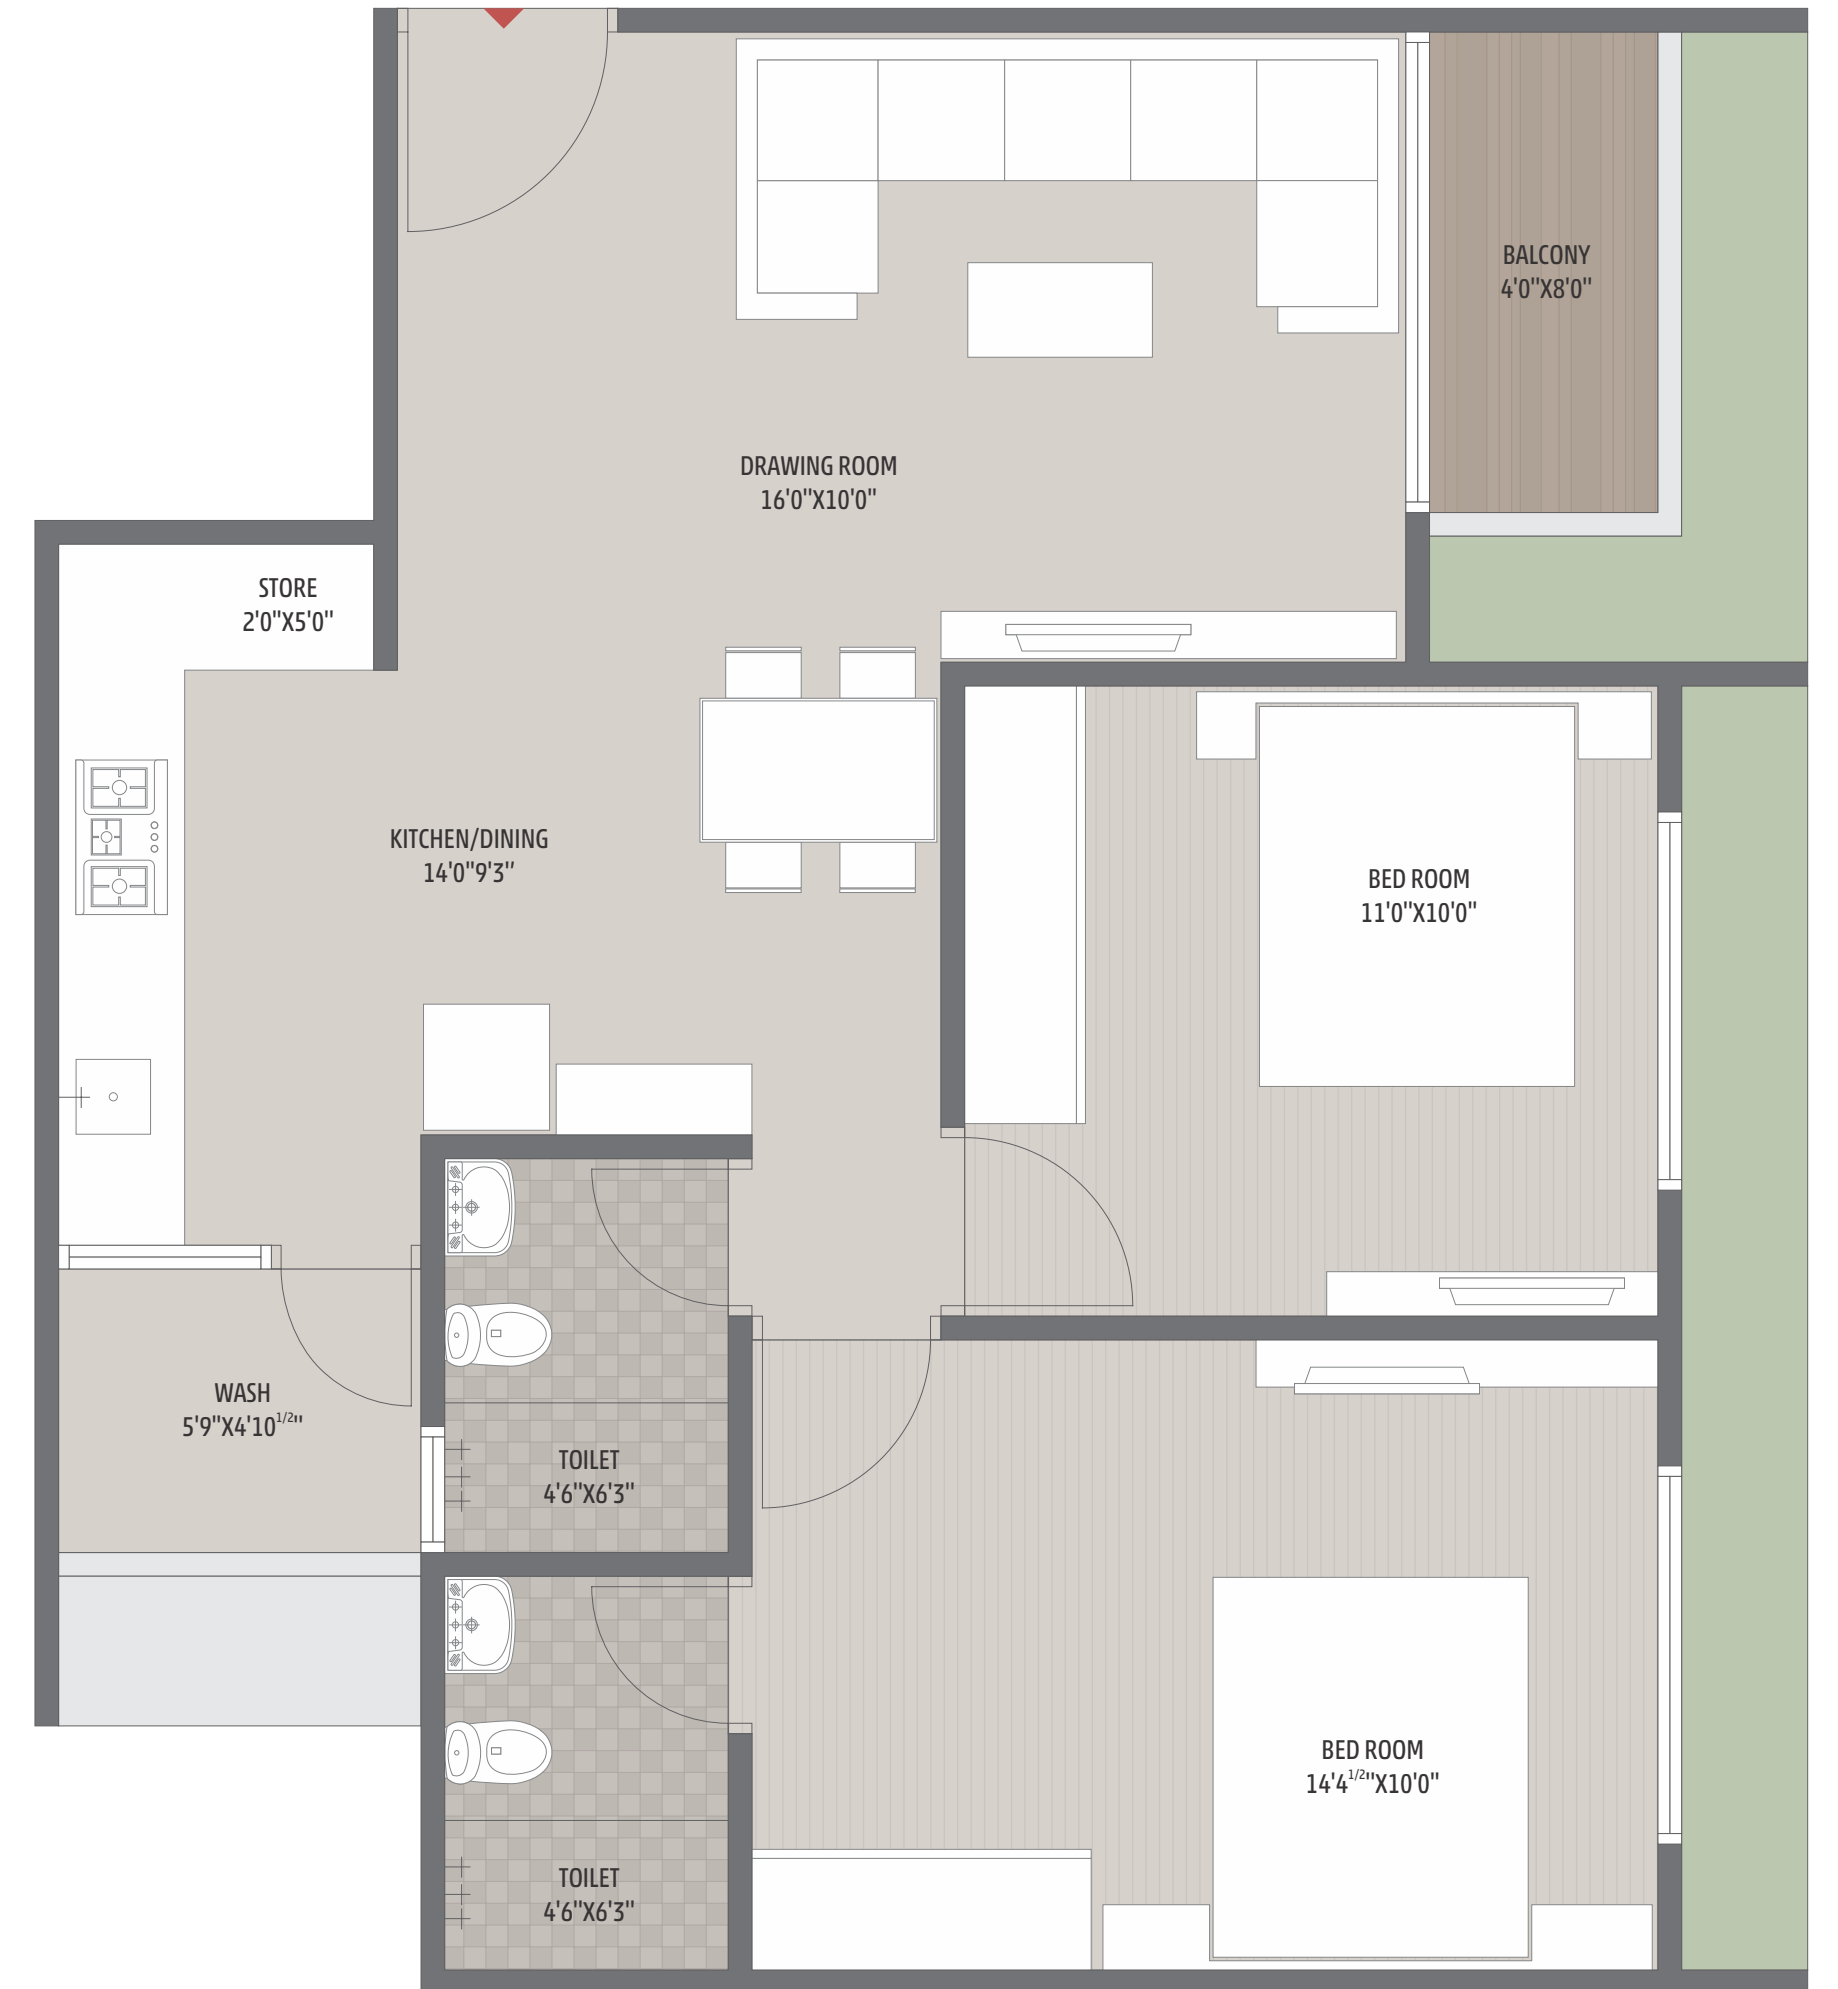 BALCONY
4'0"X8'0"
DRAWING ROOM
16'0"X10'0"
STORE
2'0"X5'0"
KITCHEN/DINING
14'0"9'3"
BED ROOM
11'0"X10'0"
WASH
5'9"X4'10 1/2"
TOILET
4'6"X6'3"
BED ROOM
14'4 1/2"X10'0"
TOILET
4'6"X6'3"